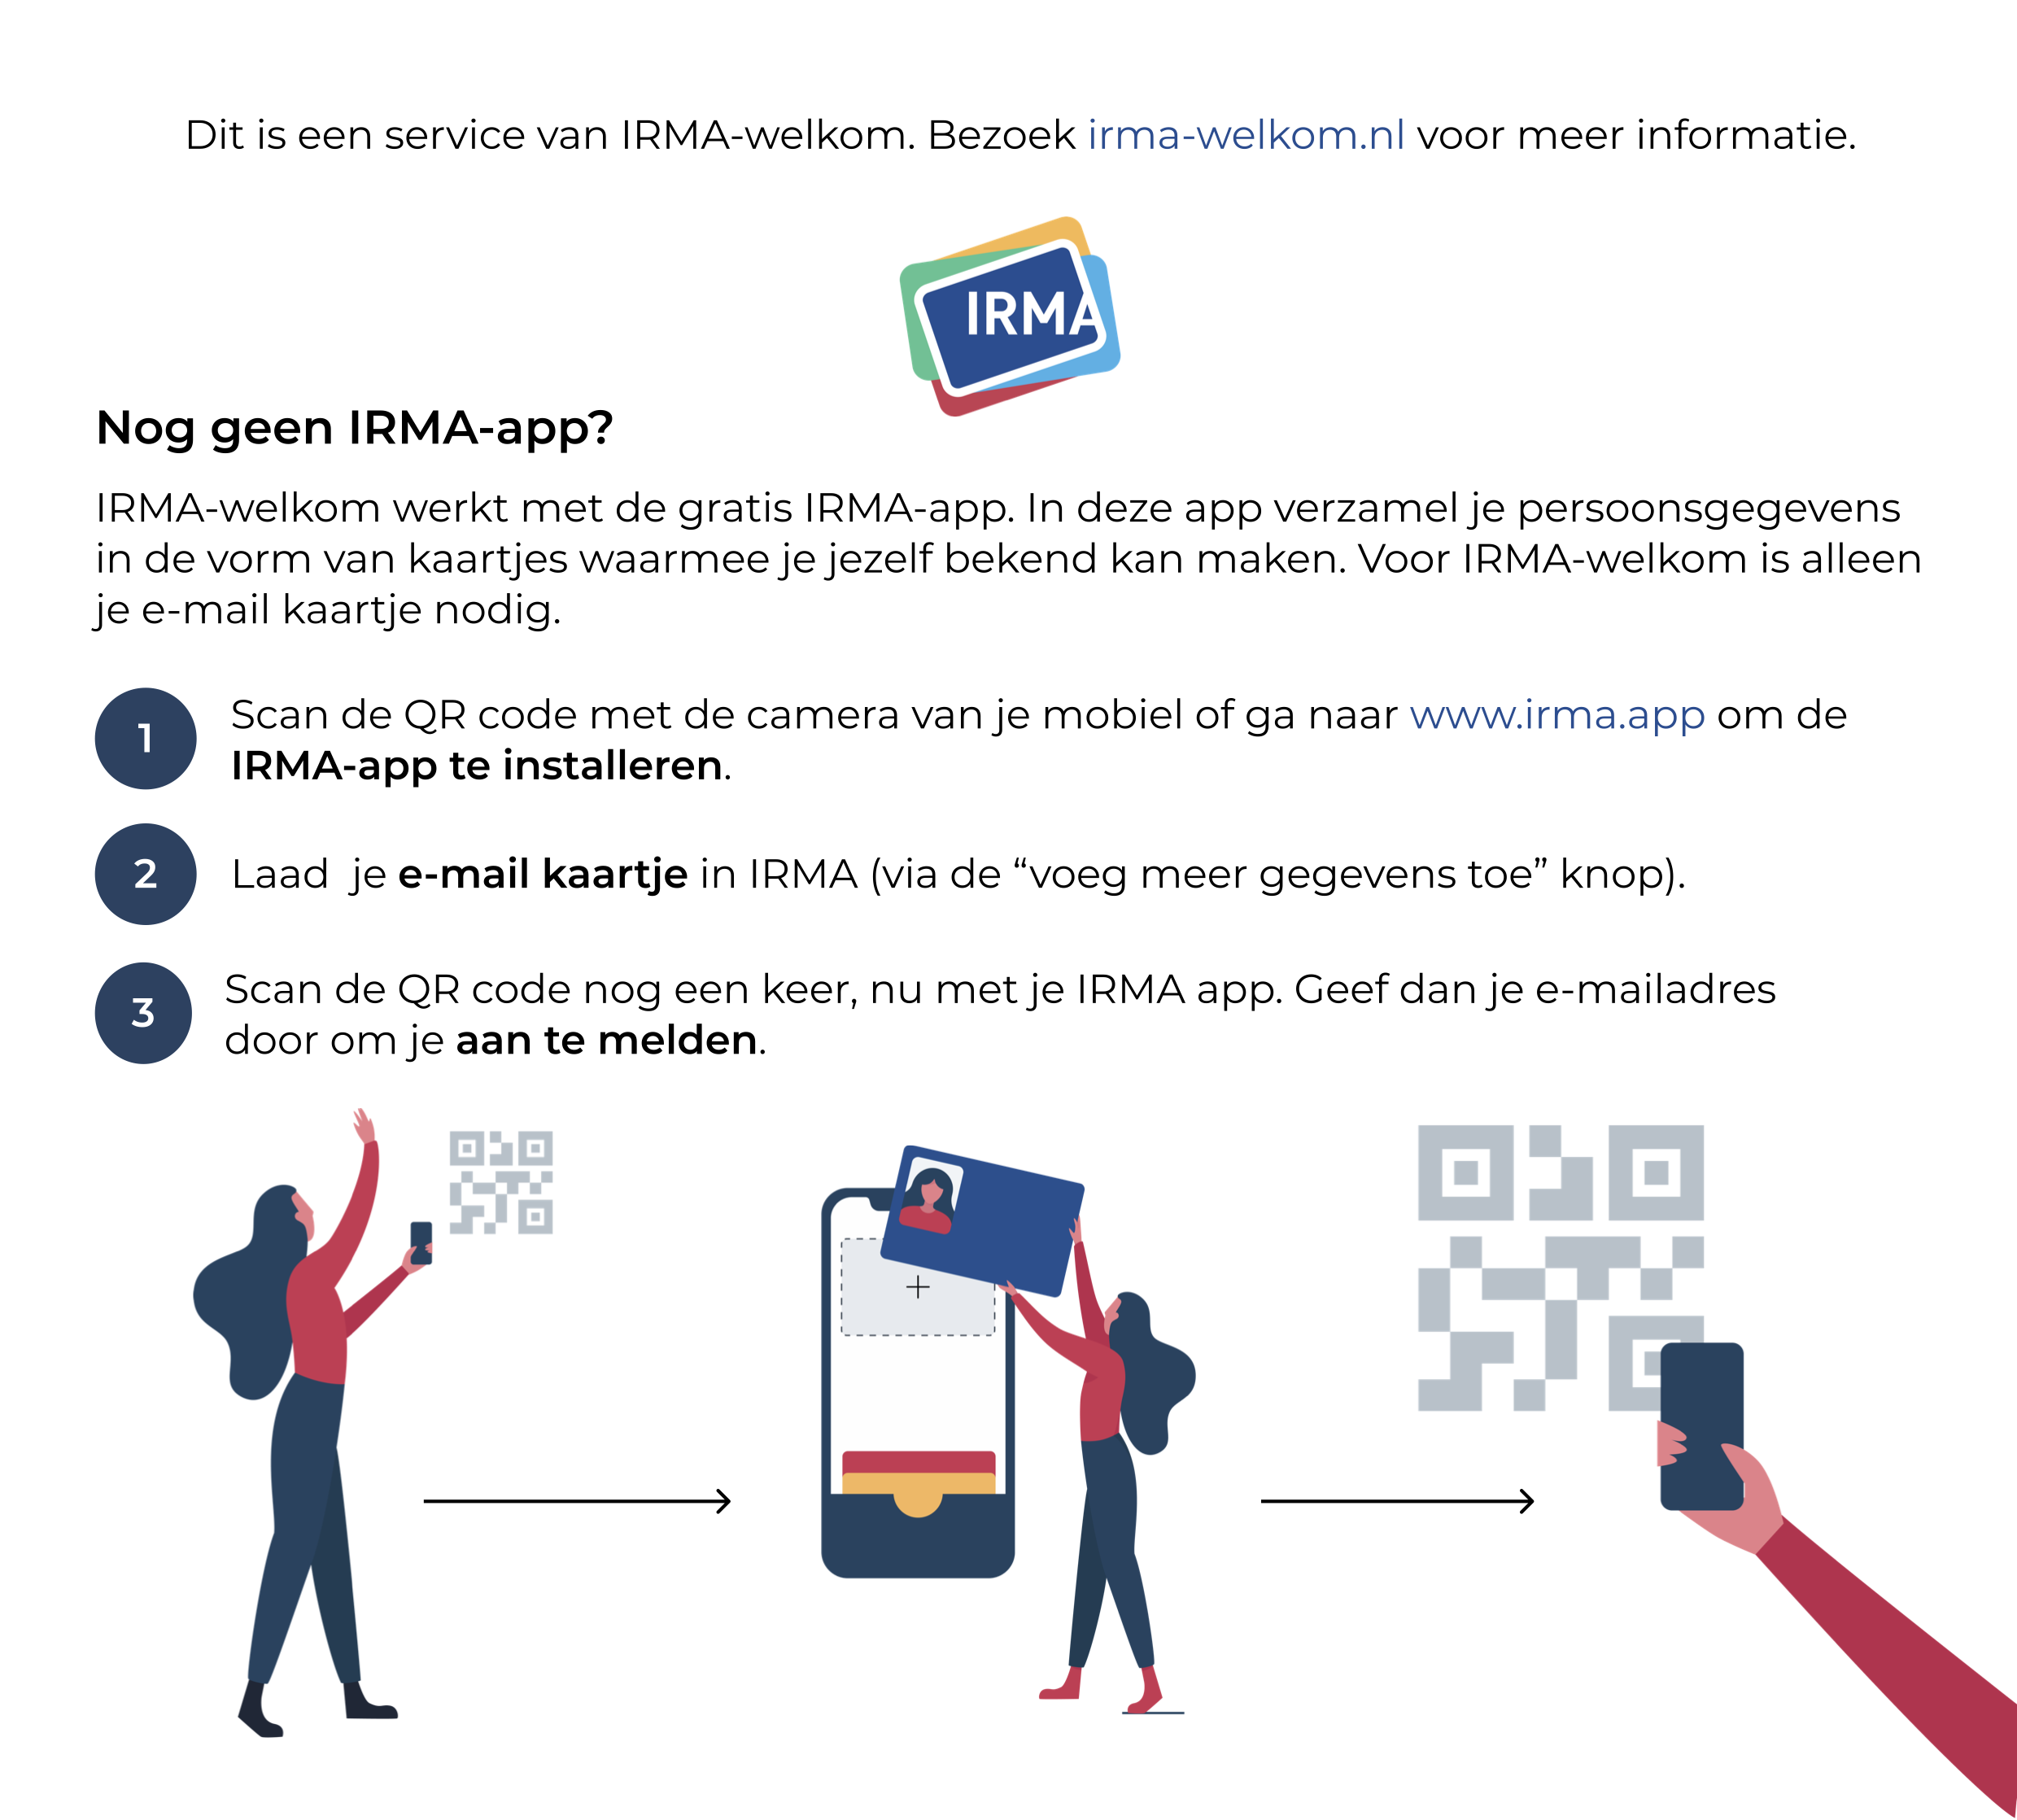 Dit is een service van IRMA-welkom. Bezoek irma-welkom.nl voor meer informatie.
IRMA
Nog geen IRMA-app?
IRMA-welkom werkt met de gratis IRMA-app. In deze app verzamel je persoonsgegevens
in de vorm van kaartjes waarmee je jezelf bekend kan maken. Voor IRMA-welkom is alleen
je e-mail kaartje nodig.
1
Scan de QR code met de camera van je mobiel of ga naar www.irma.app om de
IRMA-app te installeren.
2
Laad  je e-mail kaartje in IRMA (via de “voeg meer gegevens toe” knop).
3
Scan de QR code nog een keer, nu met je IRMA app. Geef dan je e-mailadres
door om je aan te melden.